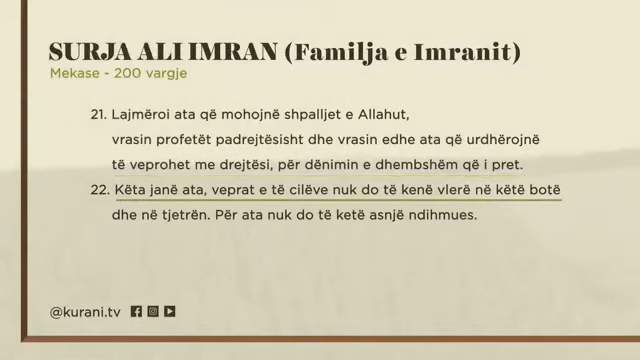 SURJA ALI IMRAN (Familja e Imranit)
Mekase - 200 vargje
21. Lajmëroi ata që mohojnë shpalljet e Allahut,
vrasin profetët padrejtësisht dhe vrasin edhe ata që urdhërojnë
të veprohet me drejtësi, për dënimin e dhembshëm që i pret.
22. Këta janë ata, veprat e të cilëve nuk do të kenë vlerë në këtë botë
dhe në tjetrën. Për ata nuk do të ketë asnjë ndihmues.
@kurani.tv